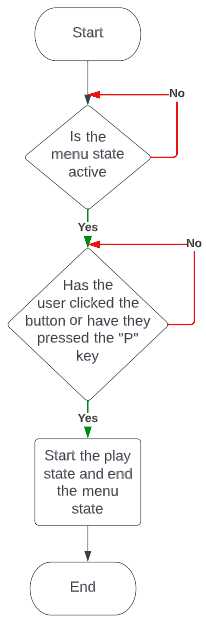 Start
No
Is the
menu state
active
Yes
No
Has the
user clicked the
button or have they
pressed the "P"
key
Yes
Start the play
state and end
the menu
state
End